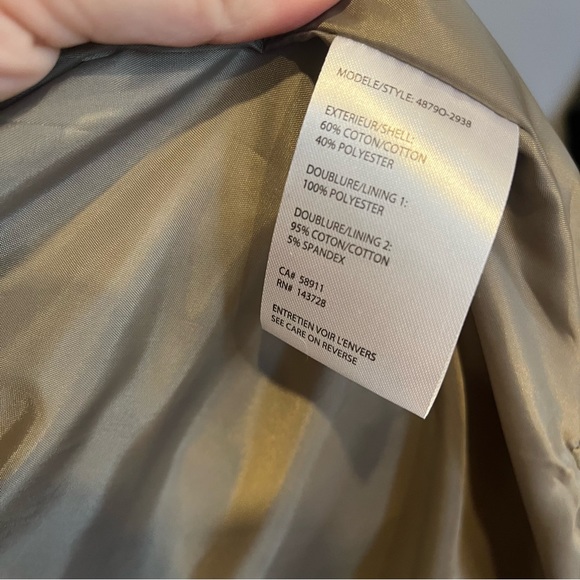 MODELE/STYLE: 4879O-2938
EXTERIEUR/SHELL:
60% COTON/COTTON
40% POLYESTER
DOUBLURE/LINING 1:
100% POLYESTER
DOUBLURE/LINING 2:
95% COTON/COTTON
5% SPANDEX
CA# 58911
RN# 143728
ENTRETIEN VOIR L'ENVERS
SEE CARE ON REVERSE